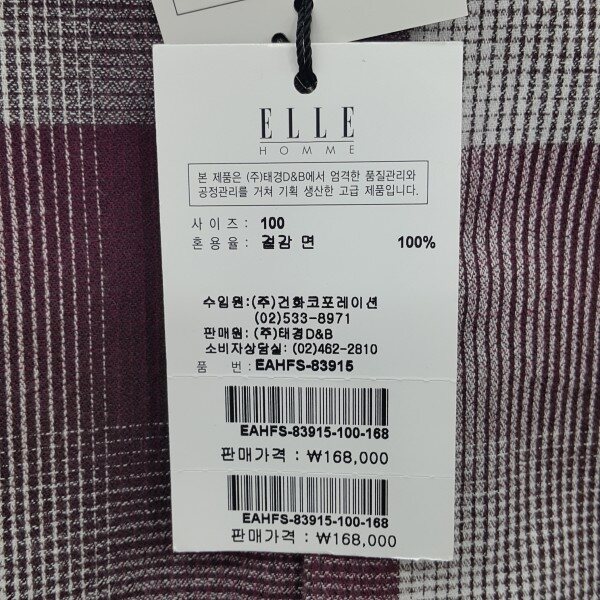 ELLE
HOMME
본 제품은 (주)태경D&B에서 엄격한 품질관리와
공정관리를 거쳐 기획 생산한 고급 제품입니다.
사 이 즈 : 100
혼 용 율 : 겉감 면 100%
수입원:(주)건화코포레이션
(02)533-8971
판매원: (주)태경D&B
소비자상담실: (02)462-2810
품 번 : EAHFS-83915
EAHFS-83915-100-168
판매가격 : ₩168,000
EAHFS-83915-100-168
판매가격 : ₩168,000